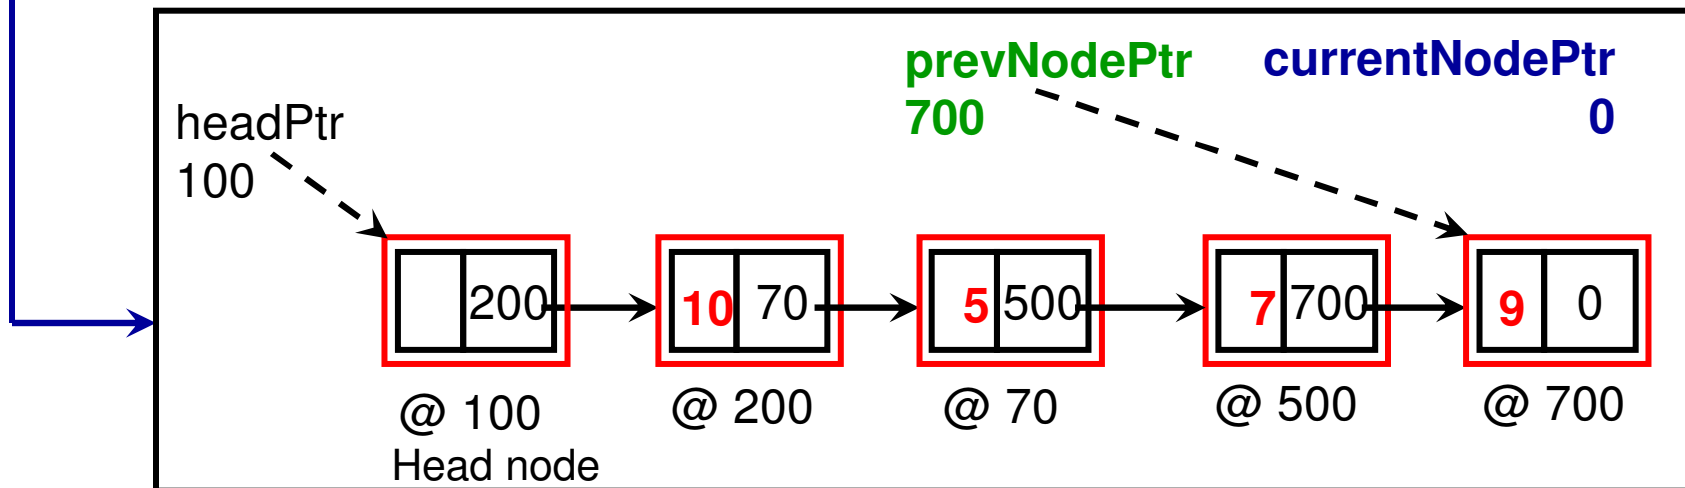 prevNodePtr currentNodePtr
700 0
headPtr
100
200 10 70 5 500 7 700 9 0
@ 100 @ 200 @ 70 @ 500 @ 700
Head node